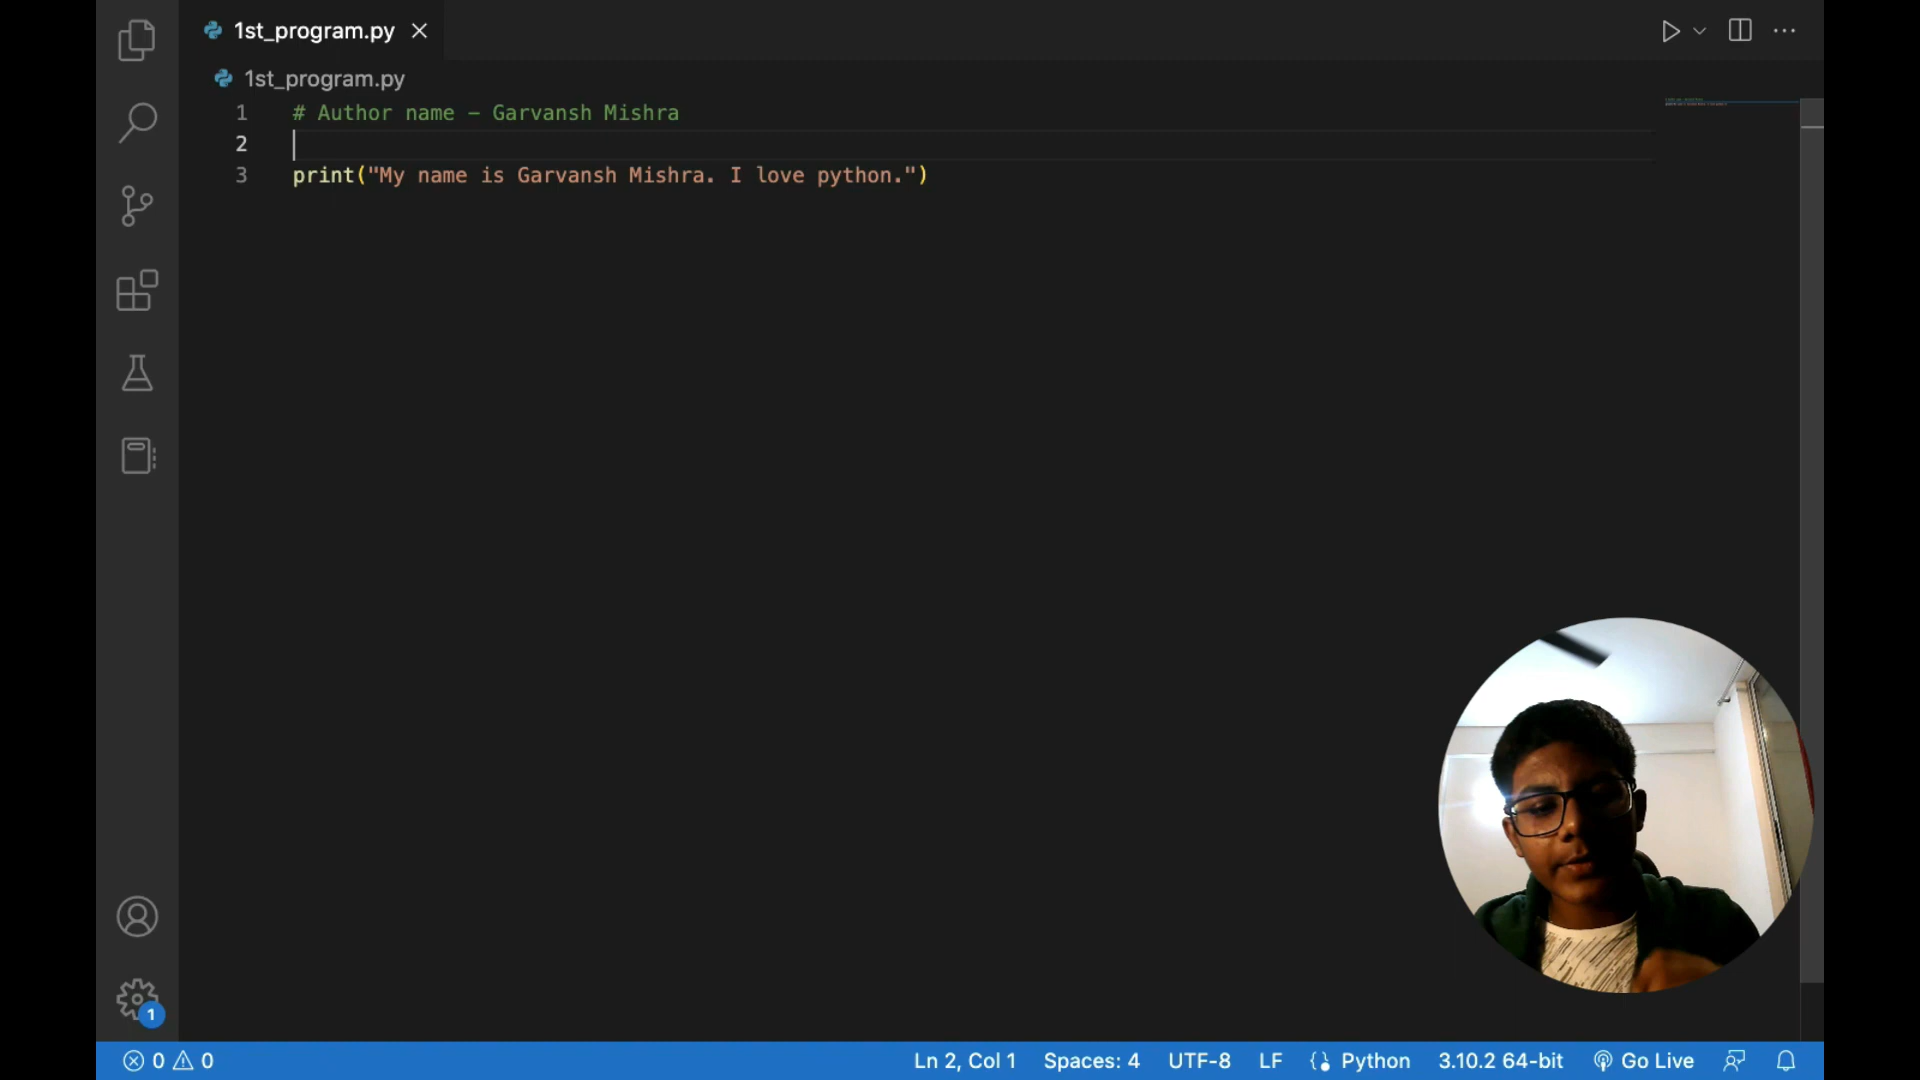 1st_program.py
1st_program.py
1 # Author name – Garvansh Mishra
2
3 print("My name is Garvansh Mishra. I love python.")
1
0 0 Ln 2, Col 1 Spaces: 4 UTF-8 LF Python 3.10.2 64-bit Go Live